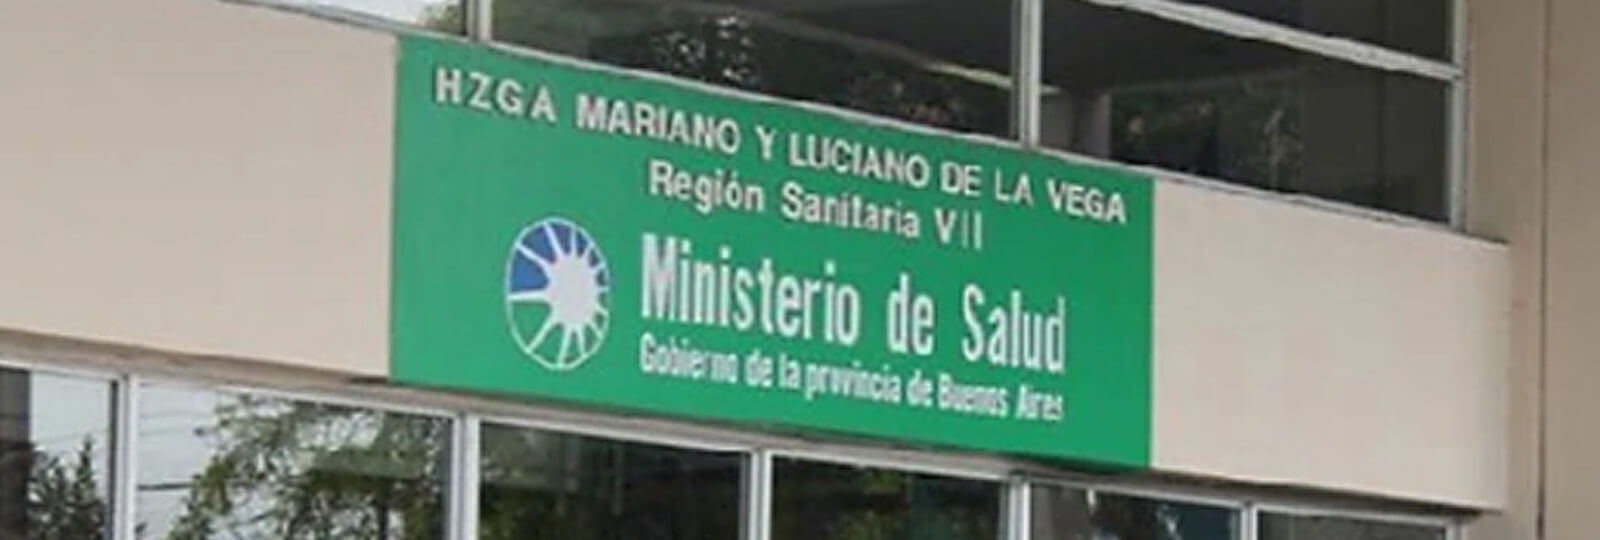 HZGA MARIANO Y LUCIANO DE LA VEGA
Región Sanitaria VII
Ministerio de Salud
Gobierno de la provincia de Buenos Aires